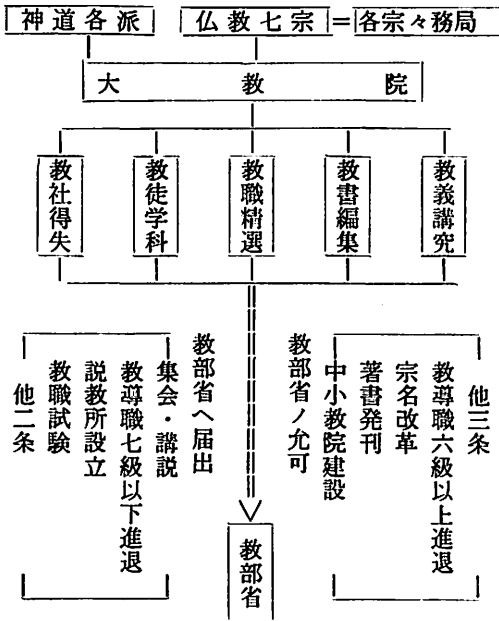 神道各派 仏教七宗=各宗々務局
大教院
教義講究
教書編集
教職精選
教徒学科
教社得失
他三条
教導職六級以上進退
宗名改革
著書発刊
中小教院建設
教部省ノ允可
教部省へ届出
集会・講説
教導職七級以下進退
説教所設立
教職試験
他二条
教部省